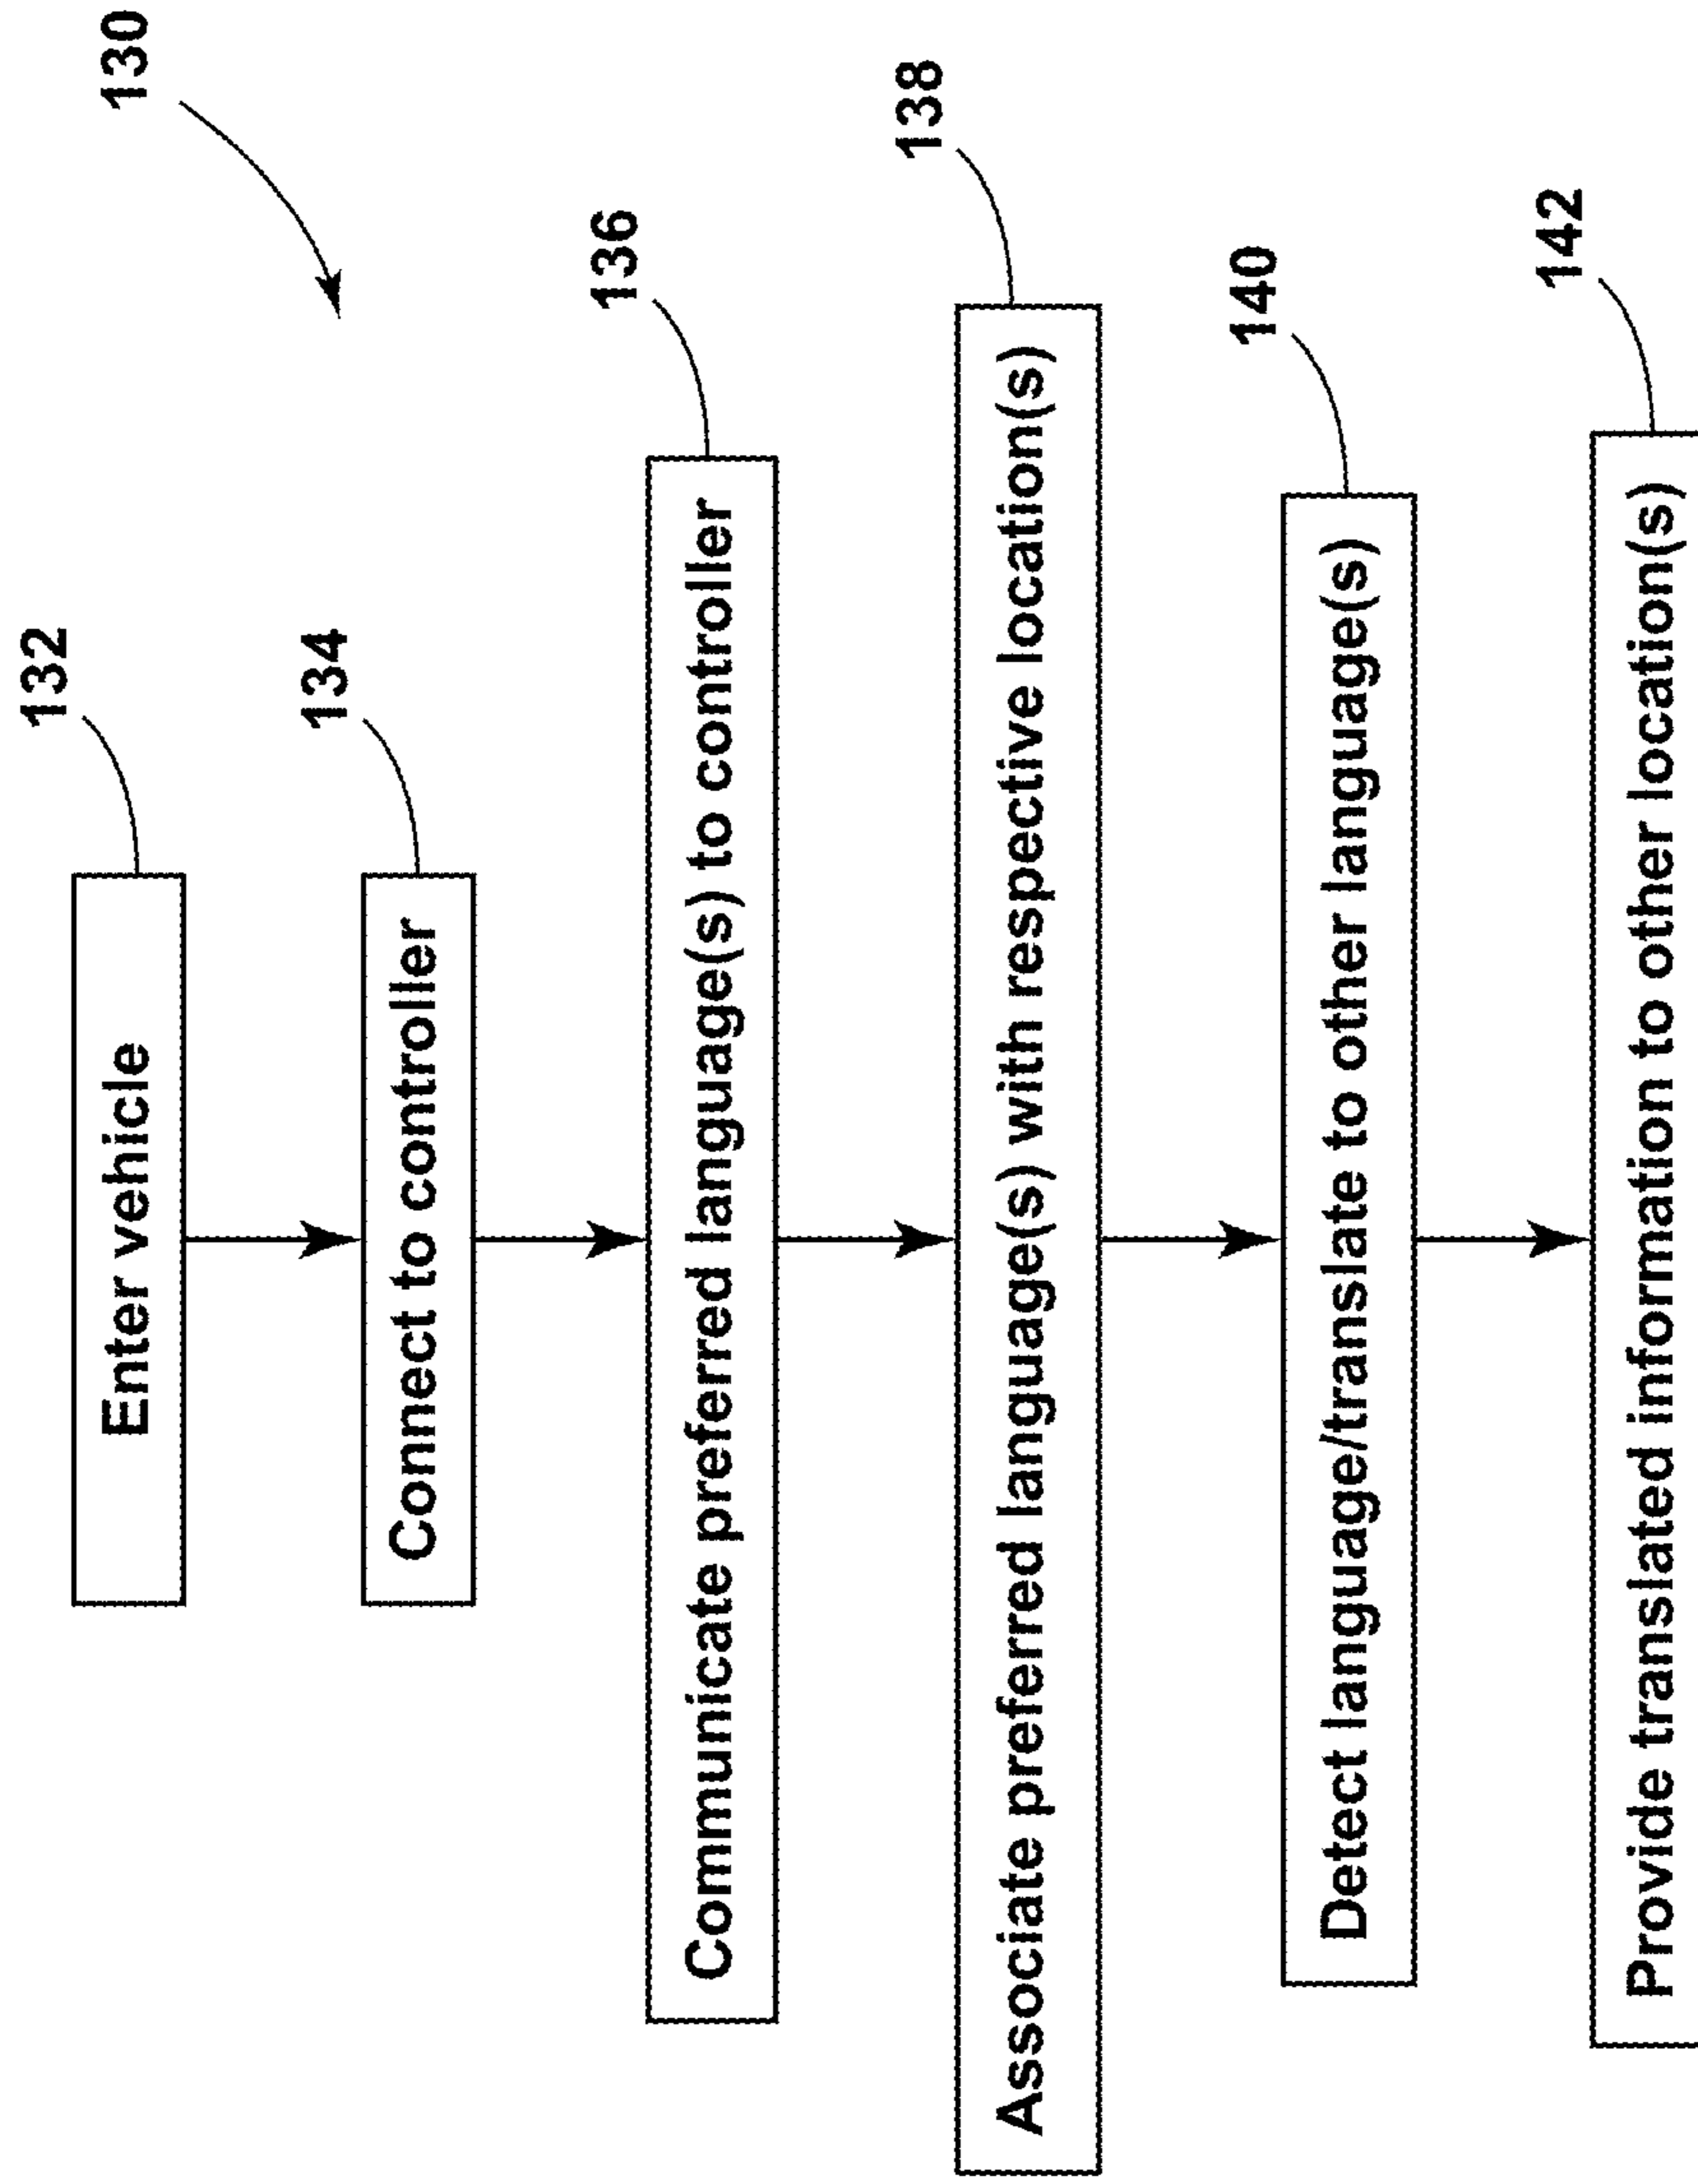 130
132
Enter vehicle
134
Connect to controller
136
Communicate preferred language(s) to controller
138
Associate preferred language(s) with respective location(s)
140
Detect language/translate to other language(s)
142
Provide translated information to other location(s)